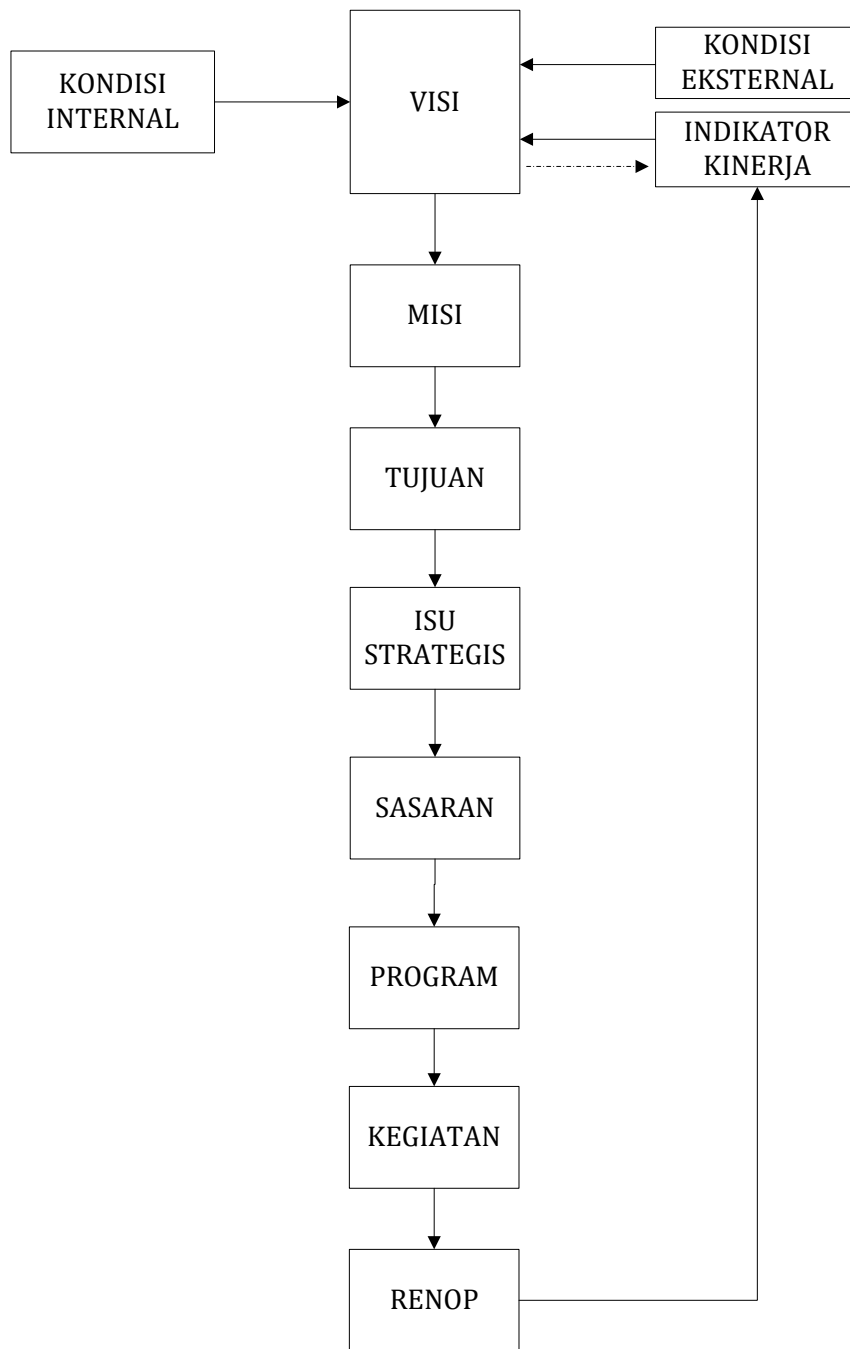 KONDISI
INTERNAL
VISI
KONDISI
EKSTERNAL
INDIKATOR
KINERJA
MISI
TUJUAN
ISU
STRATEGIS
SASARAN
PROGRAM
KEGIATAN
RENOP